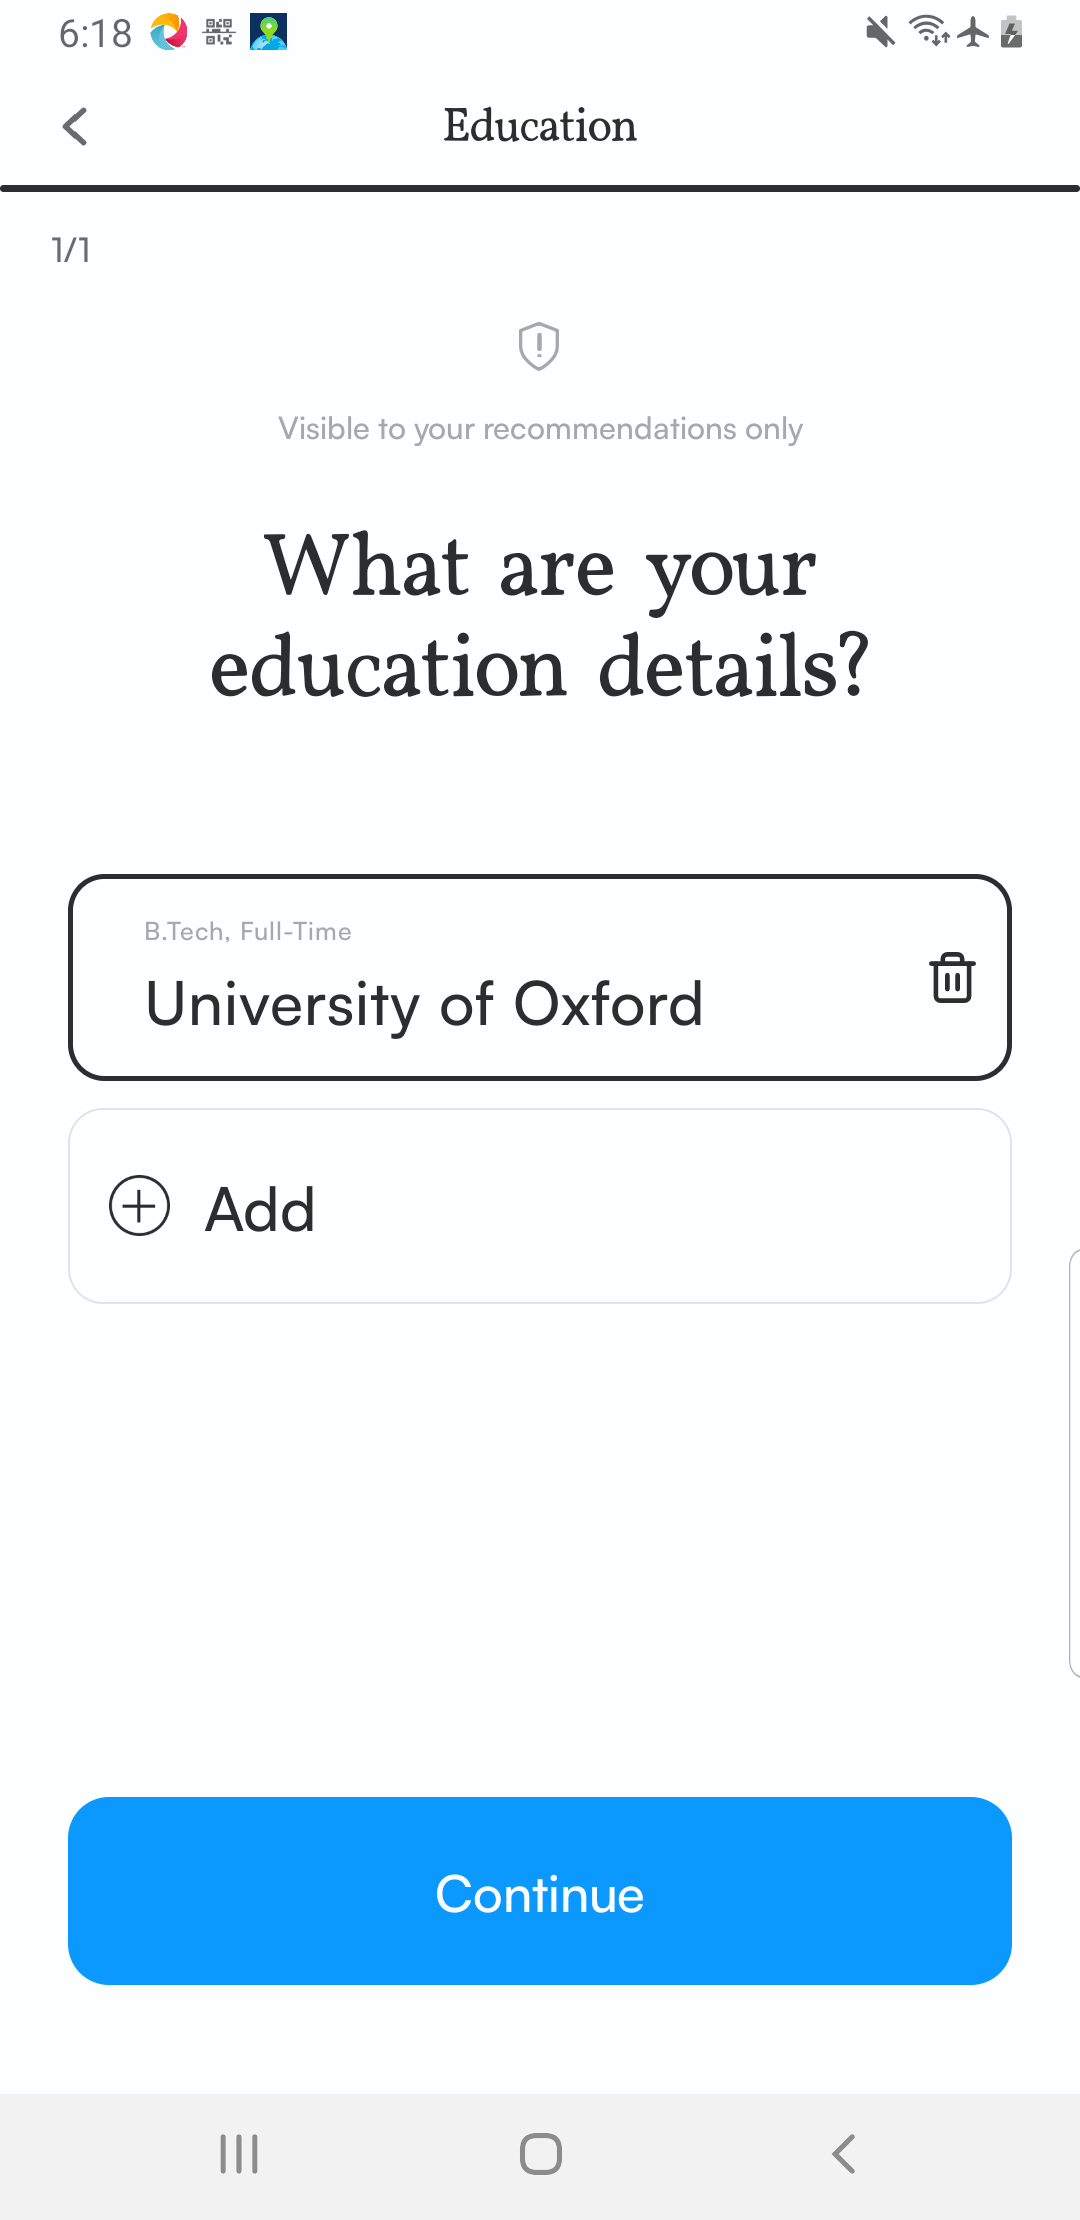 6:18
Education
1/1
Visible to your recommendations only
What are your
education details?
B.Tech, Full-Time
University of Oxford
Add
Continue